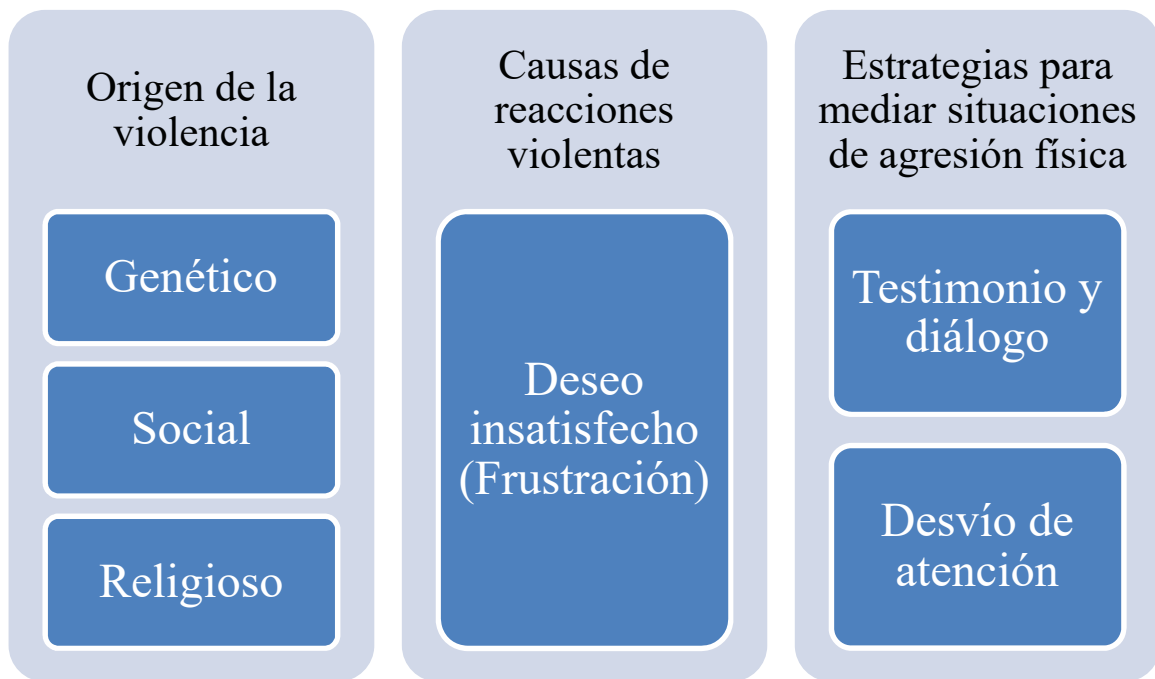 Origen de la
violencia
Genético
Social
Religioso
Causas de
reacciones
violentas
Deseo
insatisfecho
(Frustración)
Estrategias para
mediar situaciones
de agresión física
Testimonio y
diálogo
Desvío de
atención